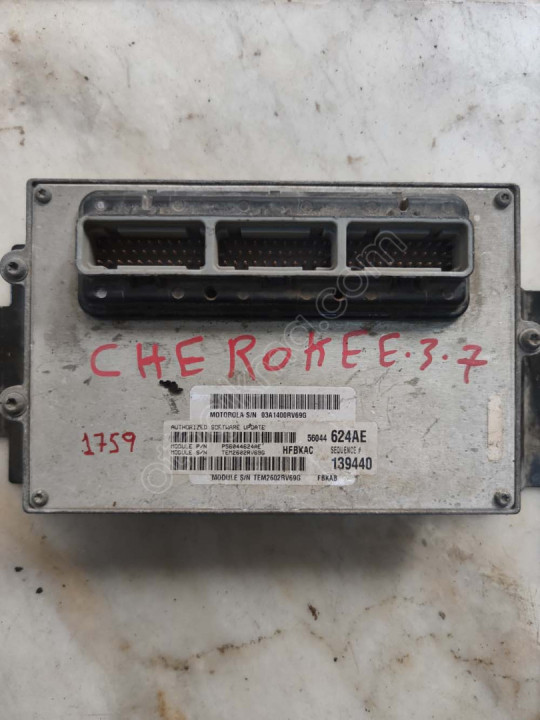 CHEROKEE.3.7
1759
MOTOROLA S/N 03A1400RV69G
AUTHORIZED SOFTWARE UPDATE
56044 624AE
MODULE P/N P56044624AE
HFBKAC SEQUENCE #
MODULE S/N TEM2602RV69G
139440
MODULE S/N TEM2602RV69G FBKAB